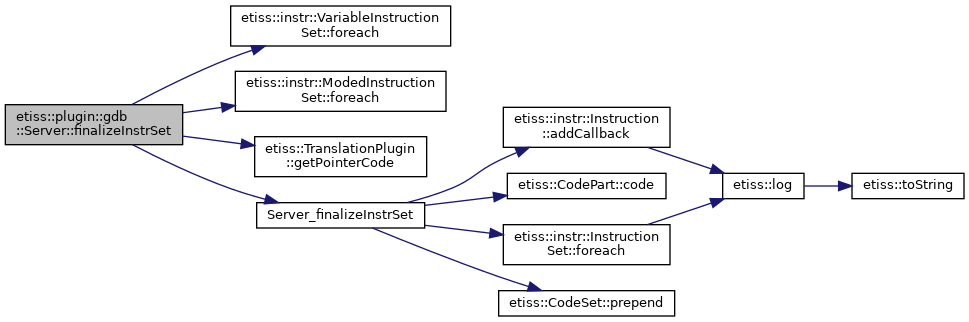 etiss::plugin::gdb
::Server::finalizeInstrSet
etiss::instr::VariableInstruction
Set::foreach
etiss::instr::ModedInstruction
Set::foreach
etiss::TranslationPlugin
::getPointerCode
Server_finalizeInstrSet
etiss::instr::Instruction
::addCallback
etiss::CodePart::code
etiss::instr::Instruction
Set::foreach
etiss::CodeSet::prepend
etiss::log
etiss::toString